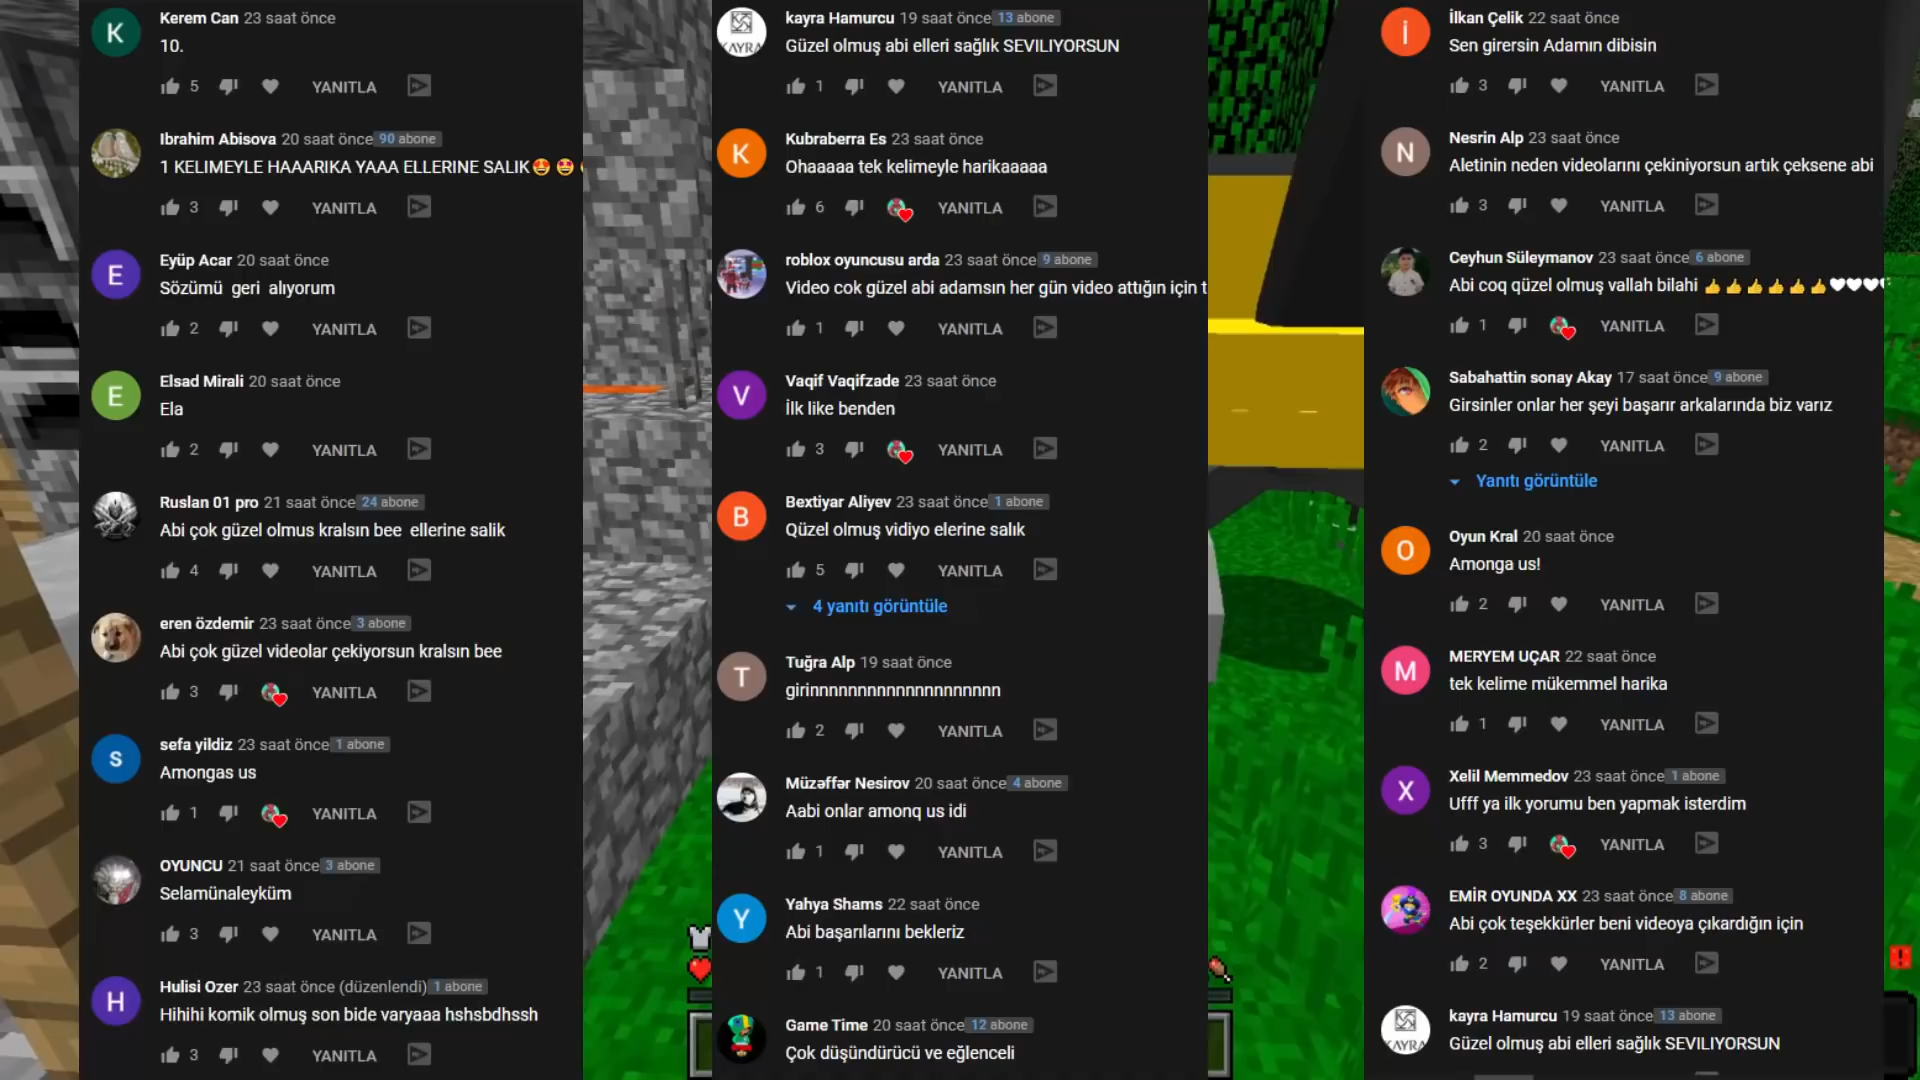 Kerem Can 23 saat önce
10.
5 YANITLA
Ibrahim Abisova 20 saat önce 90 abone
1 KELIMEYLE HAAARIKA YAAA ELLERINE SALIK😍 🤩
3 YANITLA
Eyüp Acar 20 saat önce
Sözümü geri alıyorum
2 YANITLA
Elsad Mirali 20 saat önce
Ela
2 YANITLA
Ruslan 01 pro 21 saat önce 24 abone
Abi çok güzel olmus kralsın bee ellerine salik
4 YANITLA
eren özdemir 23 saat önce 3 abone
Abi çok güzel videolar çekiyorsun kralsın bee
3 YANITLA
sefa yildiz 23 saat önce 1 abone
Amongas us
1 YANITLA
OYUNCU 21 saat önce 3 abone
Selamünaleyküm
3 YANITLA
Hulisi Ozer 23 saat önce (düzenlendi) 1 abone
Hihihi komik olmuş son bide varyaaa hshsbdhssh
3 YANITLA
kayra Hamurcu 19 saat önce 13 abone
Güzel olmuş abi elleri sağlık SEVILIYORSUN
1 YANITLA
Kubraberra Es 23 saat önce
Ohaaaaa tek kelimeyle harikaaaaa
6 YANITLA
roblox oyuncusu arda 23 saat önce 9 abone
Video cok güzel abi adamsın her gün video attığın için t
1 YANITLA
Vaqif Vaqifzade 23 saat önce
İlk like benden
3 YANITLA
Bextiyar Aliyev 23 saat önce 1 abone
Qüzel olmuş vidiyo elerine salık
5 YANITLA
4 yanıtı görüntüle
Tuğra Alp 19 saat önce
girinnnnnnnnnnnnnnnnnnnnn
2 YANITLA
Müzəffər Nesirov 20 saat önce 4 abone
Aabi onlar amonq us idi
1 YANITLA
Yahya Shams 22 saat önce
Abi başarılarını bekleriz
1 YANITLA
Game Time 20 saat önce 12 abone
Çok düşündürücü ve eğlenceli
İlkan Çelik 22 saat önce
Sen girersin Adamın dibisin
3 YANITLA
Nesrin Alp 23 saat önce
Aletinin neden videolarını çekiniyorsun artık çeksene abi
3 YANITLA
Ceyhun Süleymanov 23 saat önce 6 abone
Abi coq qüzel olmuş vallah bilahi 👍👍👍👍👍👍🤍🤍🤍
1 YANITLA
Sabahattin sonay Akay 17 saat önce 9 abone
Girsinler onlar her şeyi başarır arkalarında biz varız
2 YANITLA
Yanıtı görüntüle
Oyun Kral 20 saat önce
Amonga us!
2 YANITLA
MERYEM UÇAR 22 saat önce
tek kelime mükemmel harika
1 YANITLA
Xelil Memmedov 23 saat önce 1 abone
Ufff ya ilk yorumu ben yapmak isterdim
3 YANITLA
EMİR OYUNDA XX 23 saat önce 8 abone
Abi çok teşekkürler beni videoya çıkardığın için
2 YANITLA
kayra Hamurcu 19 saat önce 13 abone
Güzel olmuş abi elleri sağlık SEVILIYORSUN